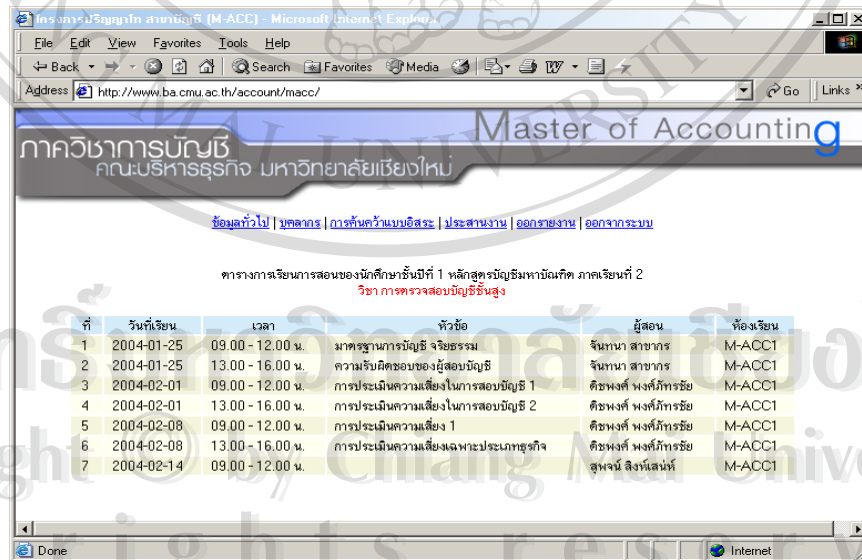 โครงการปริญญาโท สาขาบัญชี (M-ACC) - Microsoft Internet Explorer
File Edit View Favorites Tools Help
Back Search Favorites Media
Address http://www.ba.cmu.ac.th/account/macc/ Go Links »
Master of Accounting
ภาควิชาการบัญชี
คณะบริหารธุรกิจ มหาวิทยาลัยเชียงใหม่
ข้อมูลทั่วไป | บุคลากร | การค้นคว้าแบบอิสระ | ประสานงาน | ออกรายงาน | ออกจากระบบ
ตารางการเรียนการสอนของนักศึกษาชั้นปีที่ 1 หลักสูตรบัญชีมหาบัณฑิต ภาคเรียนที่ 2
วิชา การตรวจสอบบัญชีชั้นสูง
ที่ วันที่เรียน เวลา หัวข้อ ผู้สอน ห้องเรียน
1 2004-01-25 09.00 - 12.00 น. มาตรฐานการบัญชี จริยธรรม จันทนา สาขากร M-ACC1
2 2004-01-25 13.00 - 16.00 น. ความรับผิดชอบของผู้สอบบัญชี จันทนา สาขากร M-ACC1
3 2004-02-01 09.00 - 12.00 น. การประเมินความเสี่ยงในการสอบบัญชี 1 ดิชพงศ์ พงศ์ภัทรชัย M-ACC1
4 2004-02-01 13.00 - 16.00 น. การประเมินความเสี่ยงในการสอบบัญชี 2 ดิชพงศ์ พงศ์ภัทรชัย M-ACC1
5 2004-02-08 09.00 - 12.00 น. การประเมินความเสี่ยง 1 ดิชพงศ์ พงศ์ภัทรชัย M-ACC1
6 2004-02-08 13.00 - 16.00 น. การประเมินความเสี่ยงเฉพาะประเภทธุรกิจ ดิชพงศ์ พงศ์ภัทรชัย M-ACC1
7 2004-02-14 09.00 - 12.00 น. สุพจน์ สิงห์เสน่ห์ M-ACC1
Done Internet